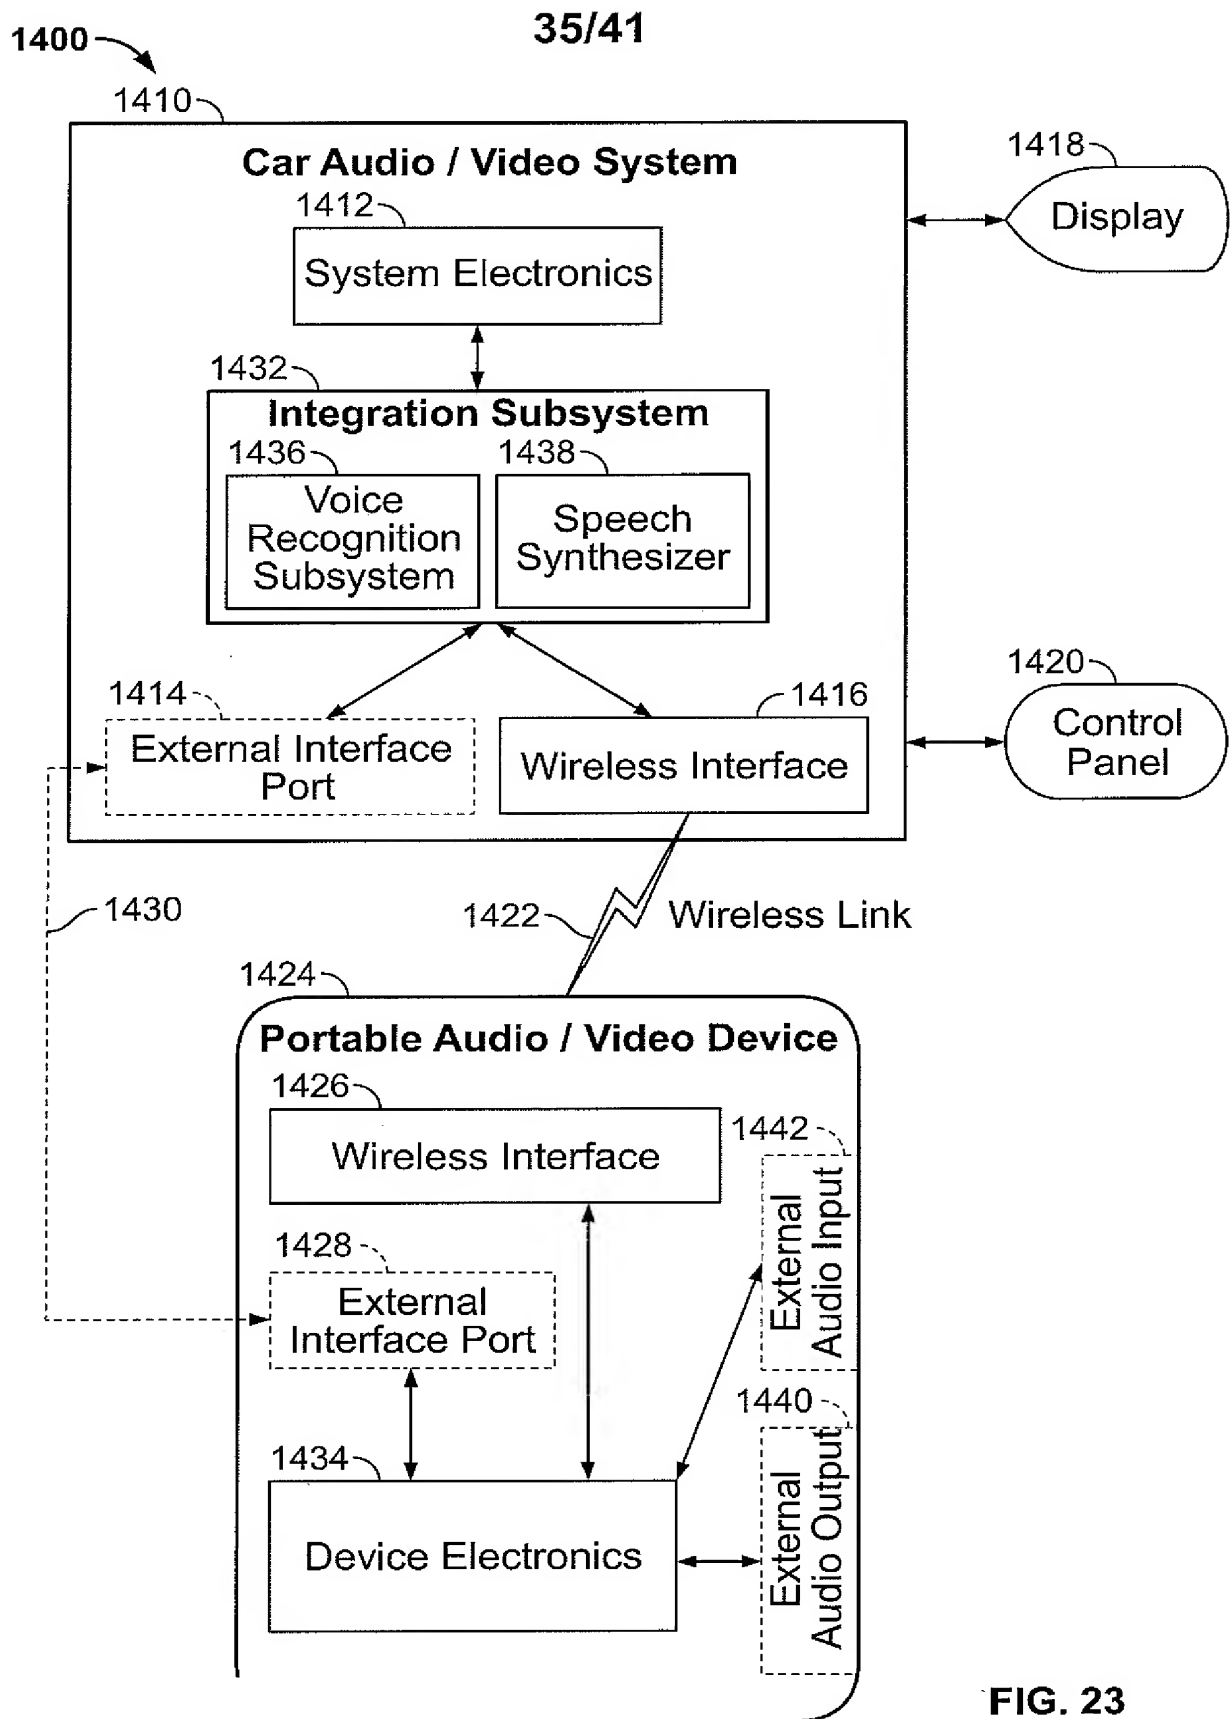 35/41
1400
1410
Car Audio / Video System
1412
System Electronics
1432
Integration Subsystem
1436
Voice
Recognition
Subsystem
1438
Speech
Synthesizer
1414
External Interface
Port
1416
Wireless Interface
1418
Display
1420
Control
Panel
1430
1422
Wireless Link
1424
Portable Audio / Video Device
1426
Wireless Interface
1442
External
Audio Input
1428
External
Interface Port
1440
External
Audio Output
1434
Device Electronics
FIG. 23